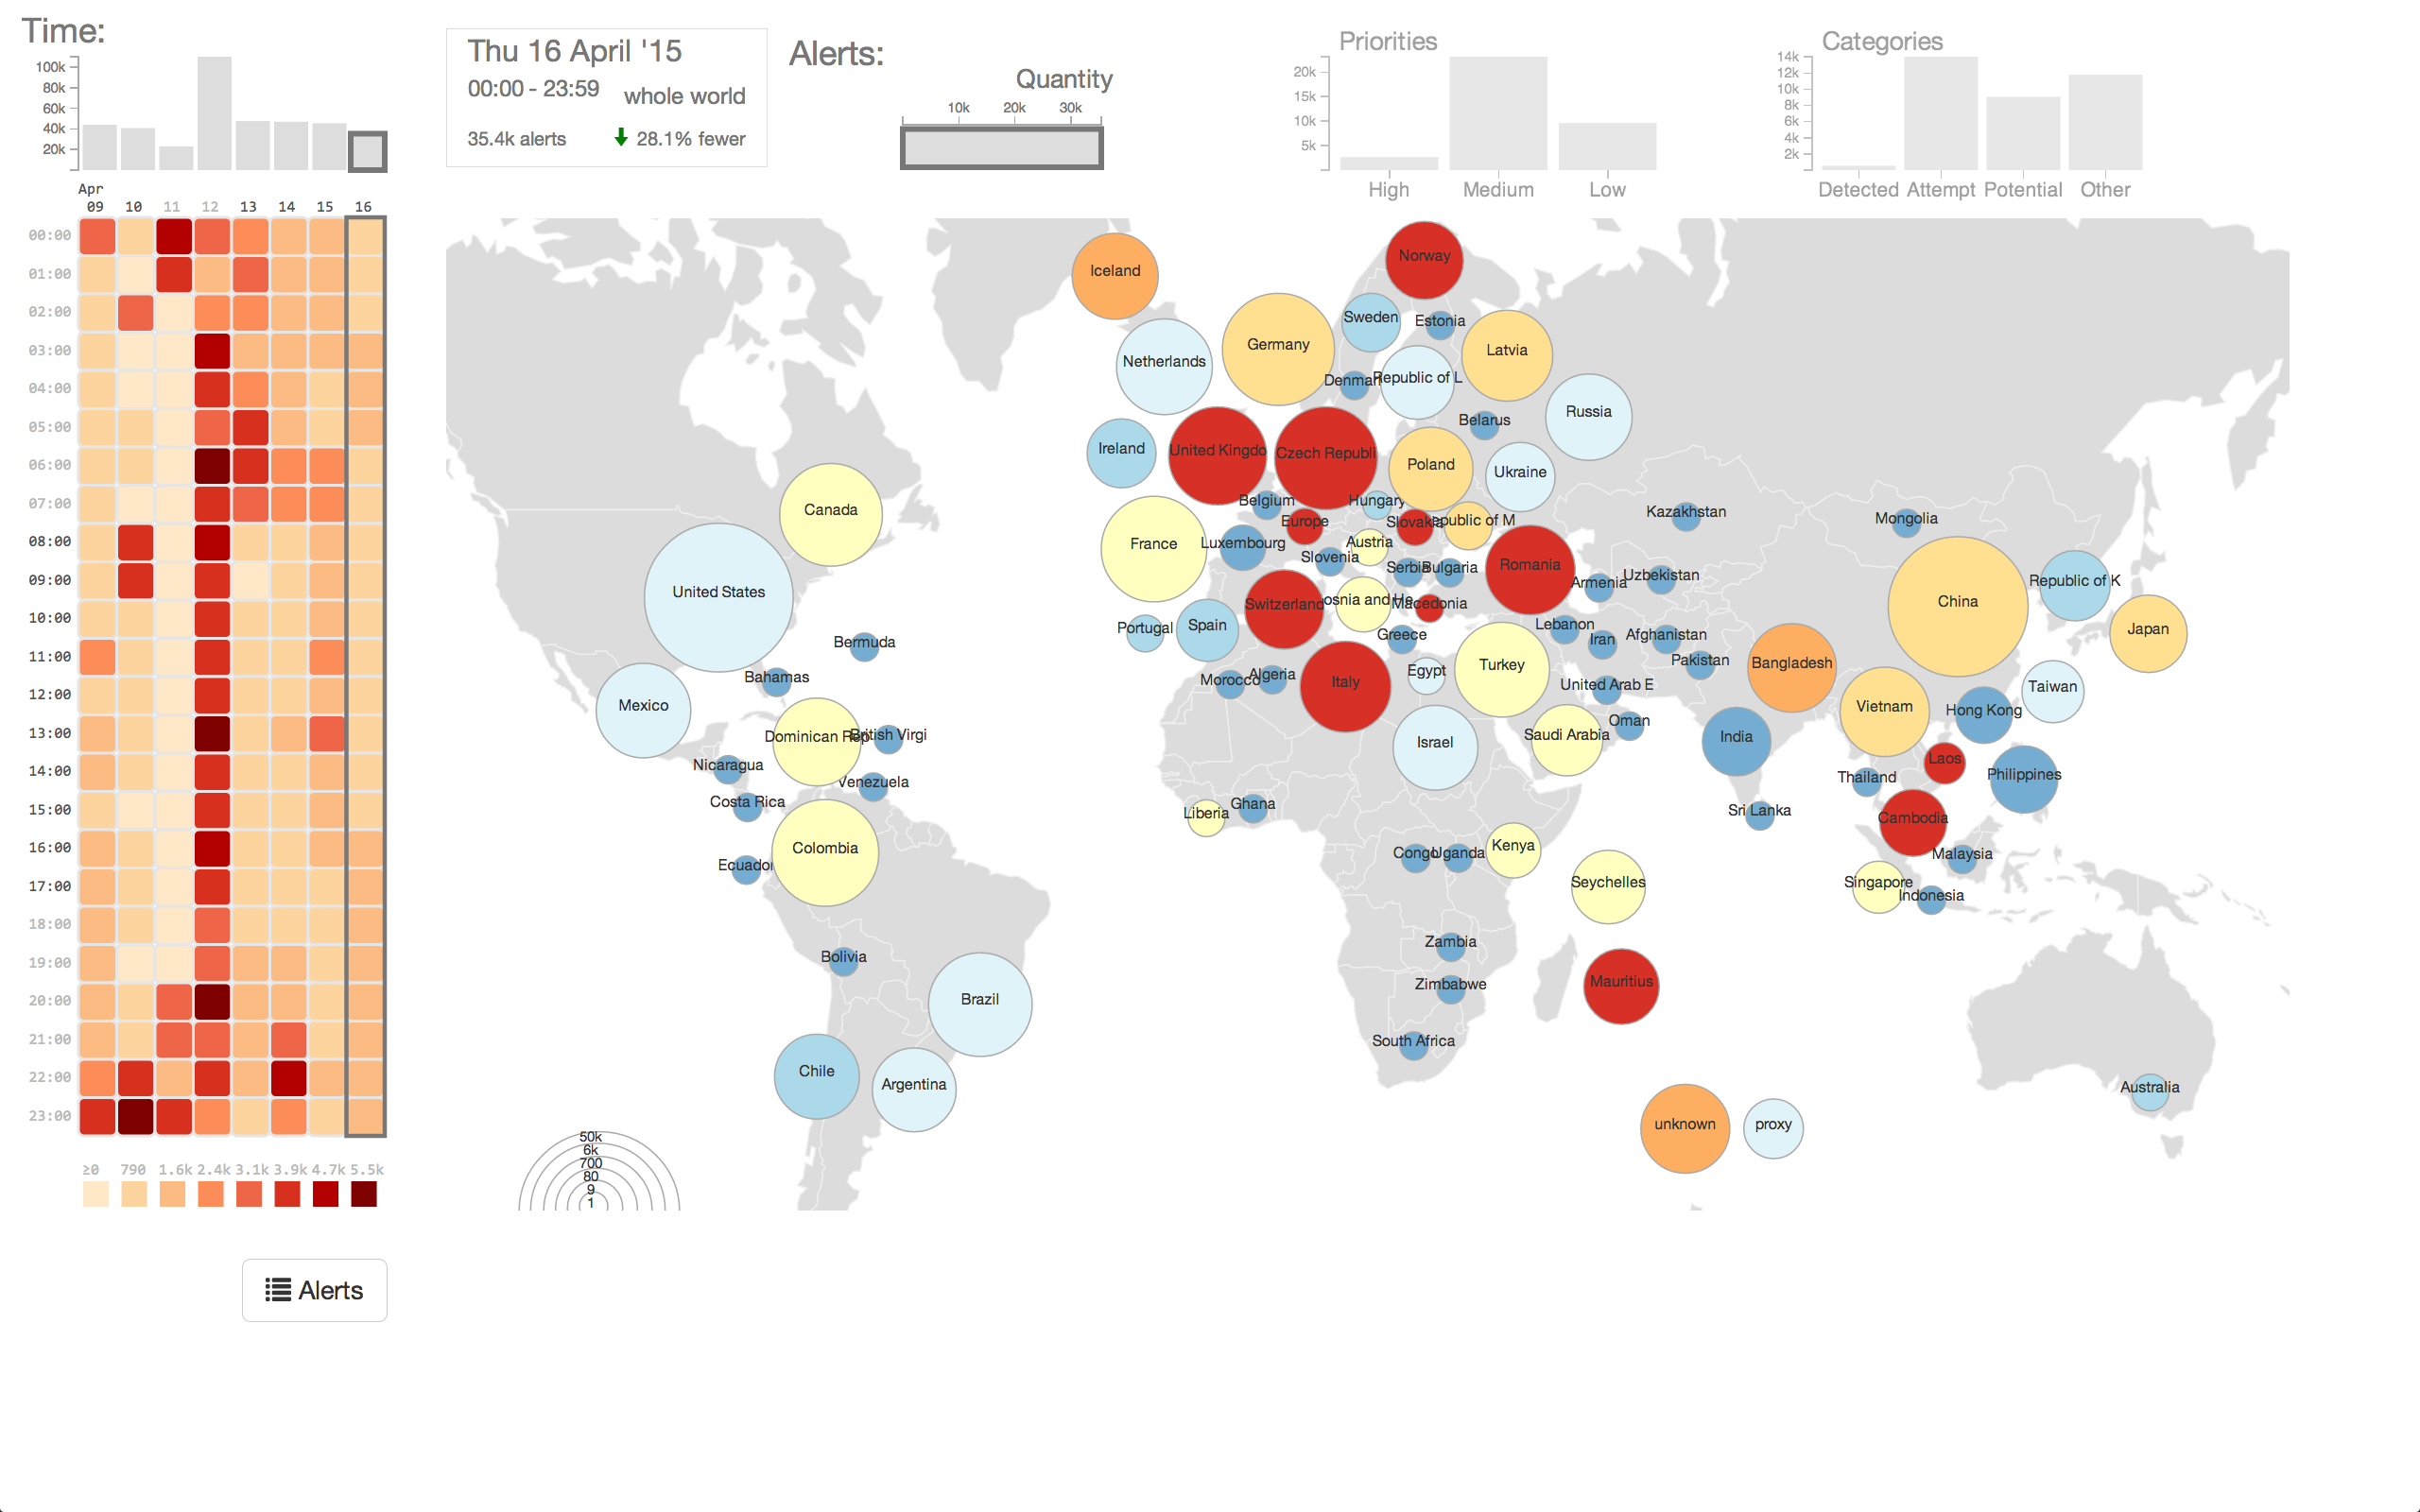 Time:
100k
80k
60k
40k
20k
Thu 16 April '15
00:00 - 23:59
whole world
35.4k alerts
28.1% fewer
Alerts:
Quantity
10k 20k 30k
Priorities
20k
15k
10k
5k
High Medium Low
Categories
14k
12k
10k
8k
6k
4k
2k
Detected Attempt Potential Other
Apr
09 10 11 12 13 14 15 16
00:00
01:00
02:00
03:00
04:00
05:00
06:00
07:00
08:00
09:00
10:00
11:00
12:00
13:00
14:00
15:00
16:00
17:00
18:00
19:00
20:00
21:00
22:00
23:00
≥0 790 1.6k 2.4k 3.1k 3.9k 4.7k 5.5k
Alerts
Norway
Iceland
Sweden
Estonia
Germany
Latvia
Netherlands
Denmar
Republic of L
Russia
Belarus
Ireland
United Kingdo
Czech Republi
Poland
Ukraine
Belgium
Hungary
Canada
Kazakhstan
Mongolia
Europe
Slovakia
epublic of M
France
Luxembourg
Austria
Slovenia
Serbia
Bulgaria
Romania
Armenia
Uzbekistan
Republic of K
United States
China
Switzerland
osnia and He
Macedonia
Portugal
Spain
Greece
Lebanon
Iran
Afghanistan
Japan
Bermuda
Pakistan
Bangladesh
Turkey
Egypt
Bahamas
Morocco
Algeria
Italy
United Arab E
Taiwan
Mexico
Vietnam
Hong Kong
Dominican Rep
British Virgi
Israel
Saudi Arabia
Oman
India
Nicaragua
Venezuela
Laos
Thailand
Philippines
Costa Rica
Liberia
Ghana
Sri Lanka
Cambodia
Colombia
Congo
Uganda
Kenya
Malaysia
Ecuador
Seychelles
Singapore
Indonesia
Zambia
Bolivia
Zimbabwe
Mauritius
Brazil
South Africa
Chile
Argentina
Australia
unknown
proxy
50k
6k
700
80
9
1